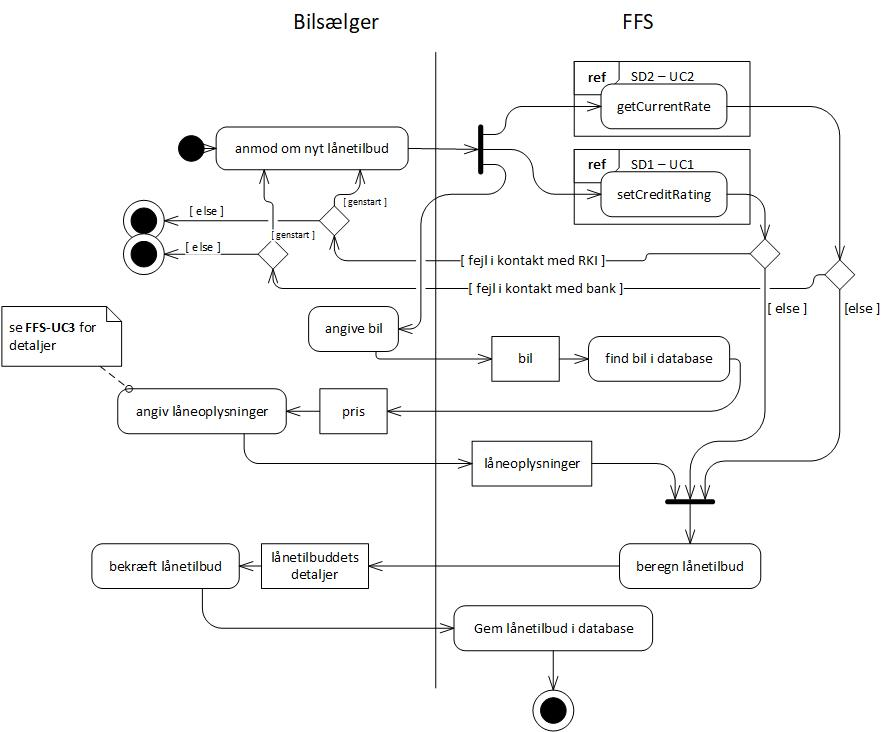 Bilsælger
FFS
ref
SD2 – UC2
getCurrentRate
anmod om nyt lånetilbud
ref
SD1 – UC1
setCreditRating
[ genstart ]
[ else ]
[ genstart ]
[ else ]
[ fejl i kontakt med RKI ]
[ fejl i kontakt med bank ]
[ else ]
[else ]
se FFS-UC3 for
detaljer
angive bil
bil
find bil i database
angiv låneoplysninger
pris
låneoplysninger
bekræft lånetilbud
lånetilbuddets
detaljer
beregn lånetilbud
Gem lånetilbud i database